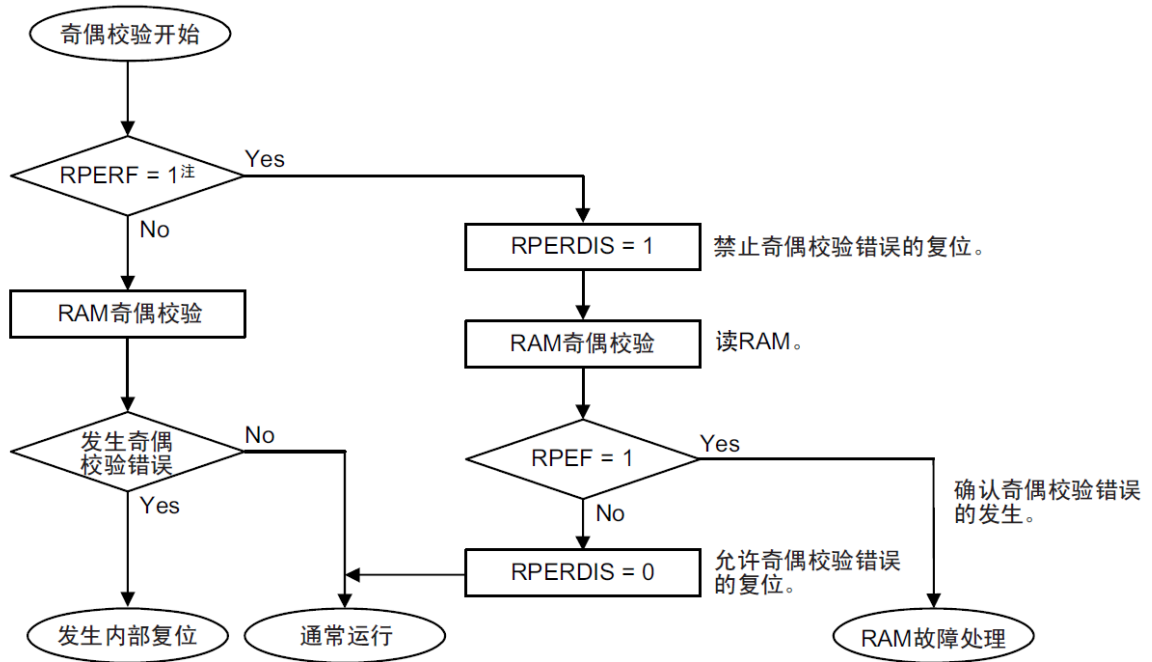 奇偶校验开始
RPERF = 1注
Yes
No
RPERDIS = 1
禁止奇偶校验错误的复位。
RAM奇偶校验
RAM奇偶校验
读RAM。
发生奇偶
校验错误
No
Yes
RPEF = 1
Yes
No
确认奇偶校验错误
的发生。
RPERDIS = 0
允许奇偶校验错误
的复位。
发生内部复位
通常运行
RAM故障处理